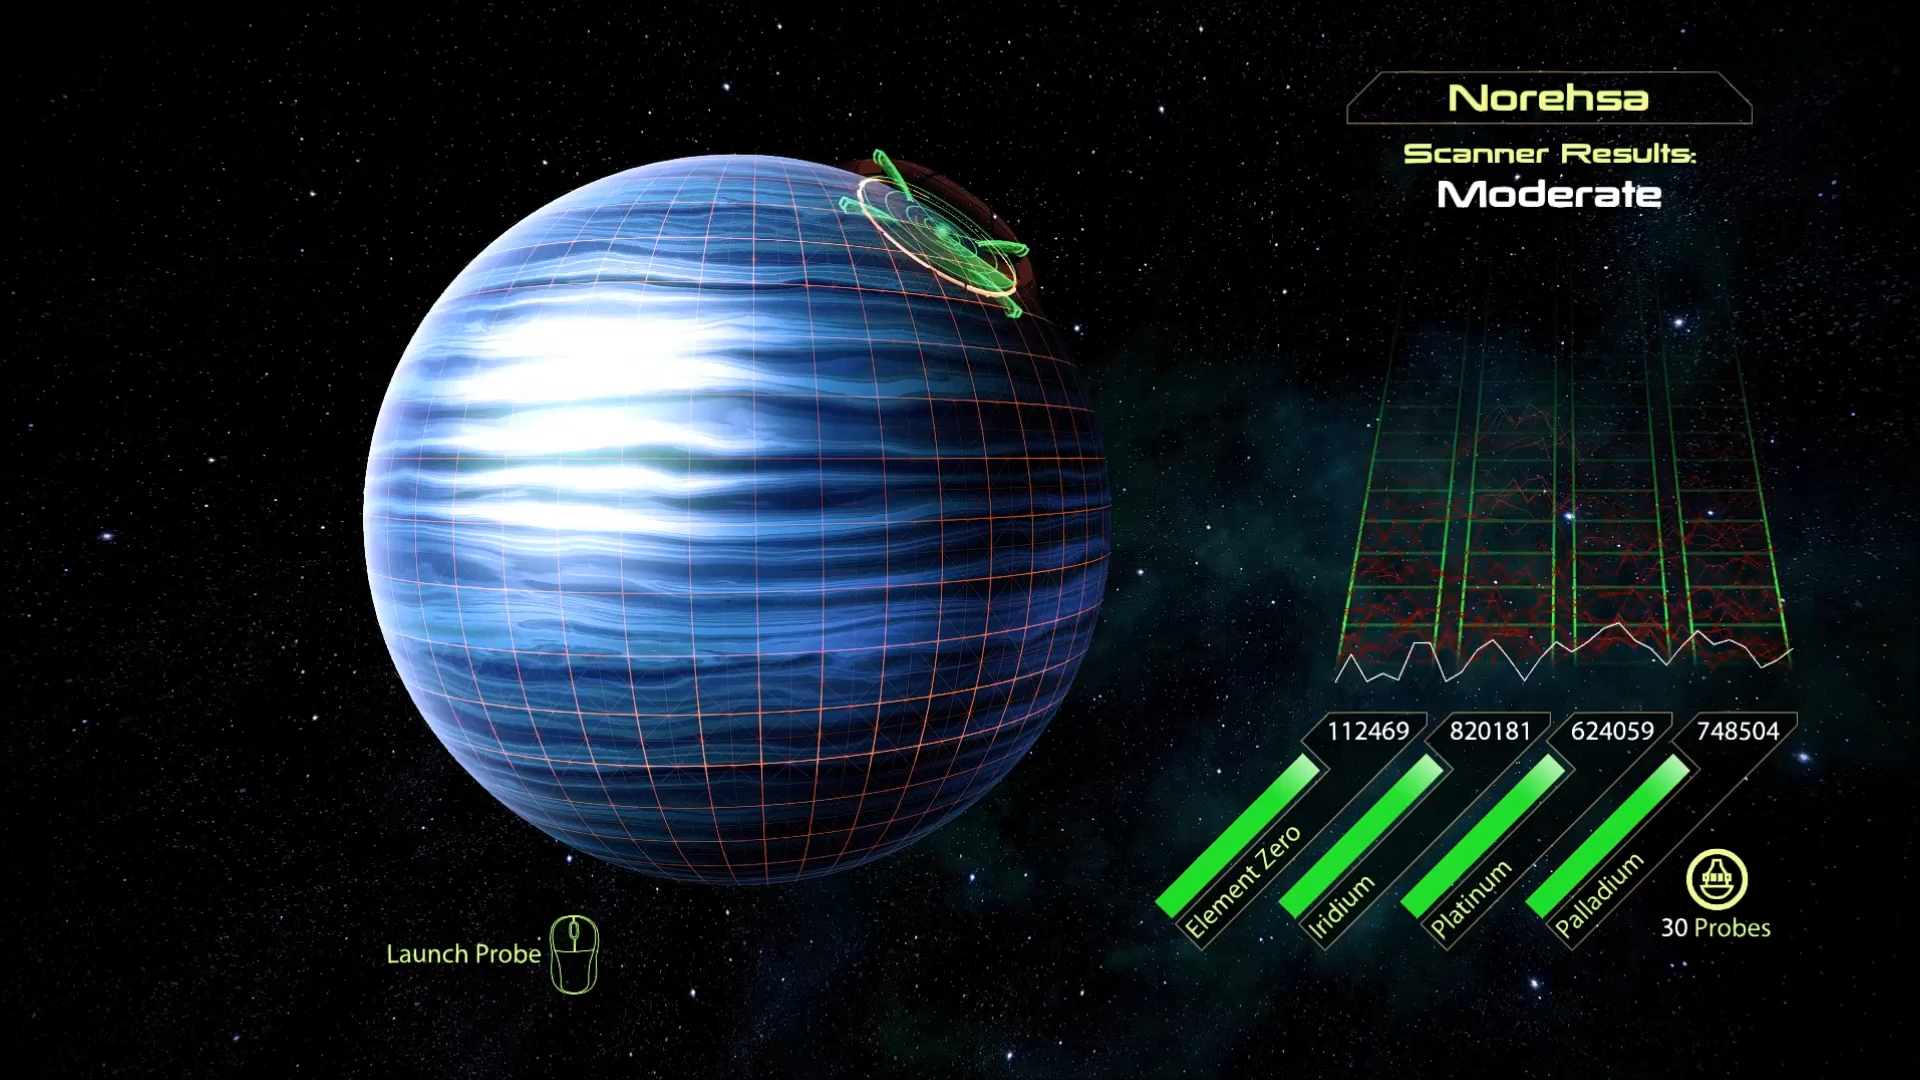 Norehsa
Scanner Results:
Moderate
112469
820181
624059
748504
Element Zero
Iridium
Platinum
Palladium
30 Probes
Launch Probe